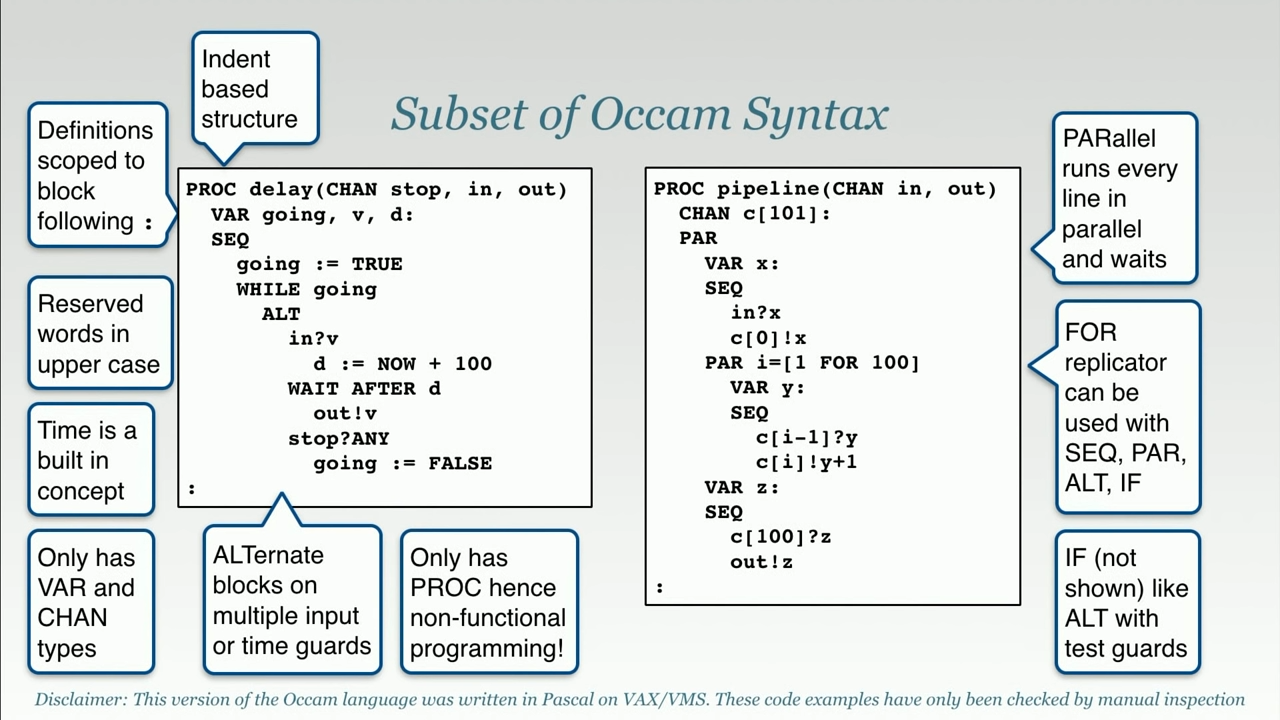 Subset of Occam Syntax
Indent
based
structure
Definitions
scoped to
block
following :
Reserved
words in
upper case
Time is a
built in
concept
Only has
VAR and
CHAN
types
PROC delay(CHAN stop, in, out)
  VAR going, v, d:
  SEQ
    going := TRUE
    WHILE going
      ALT
        in?v
          d := NOW + 100
        WAIT AFTER d
          out!v
        stop?ANY
          going := FALSE
:
ALTernate
blocks on
multiple input
or time guards
Only has
PROC hence
non-functional
programming!
PROC pipeline(CHAN in, out)
  CHAN c[101]:
  PAR
    VAR x:
    SEQ
      in?x
      c[0]!x
    PAR i=[1 FOR 100]
      VAR y:
      SEQ
        c[i-1]?y
        c[i]!y+1
    VAR z:
    SEQ
      c[100]?z
      out!z
:
PARallel
runs every
line in
parallel
and waits
FOR
replicator
can be
used with
SEQ, PAR,
ALT, IF
IF (not
shown) like
ALT with
test guards
Disclaimer: This version of the Occam language was written in Pascal on VAX/VMS. These code examples have only been checked by manual inspection